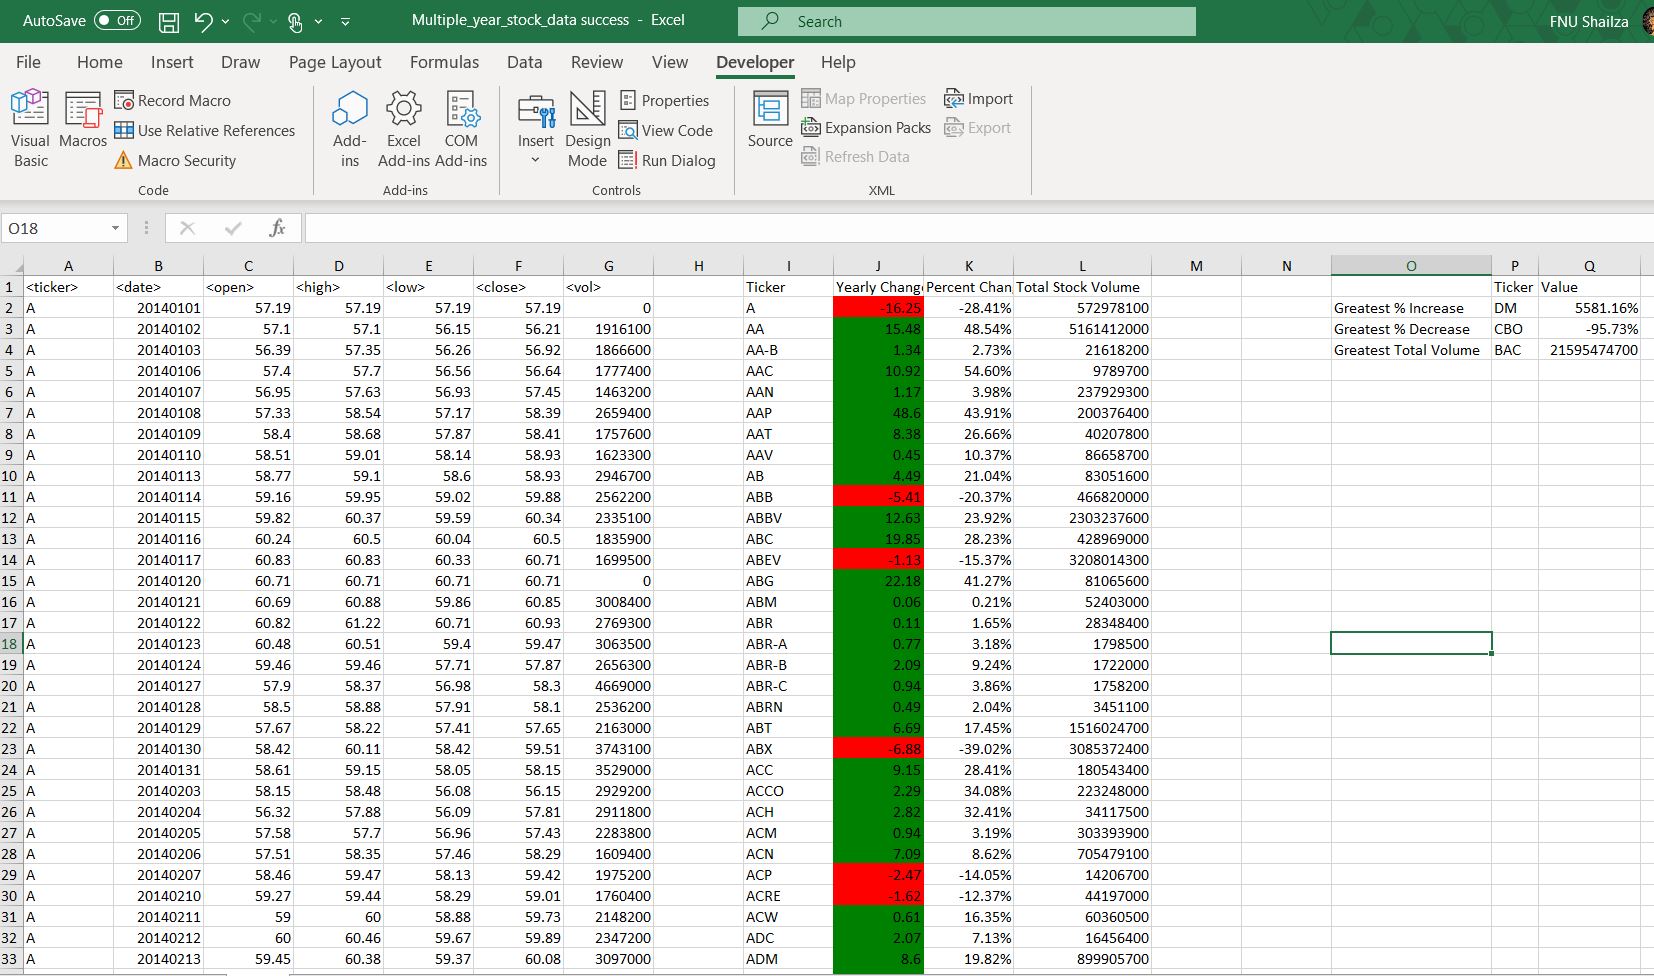 AutoSave Off Multiple_year_stock_data success - Excel Search FNU Shailza
File Home Insert Draw Page Layout Formulas Data Review View Developer Help
Visual Basic
Macros
Record Macro
Use Relative References
Macro Security
Code
Add-ins
Excel Add-ins
COM Add-ins
Add-ins
Insert
Design Mode
Properties
View Code
Run Dialog
Controls
Source
Map Properties
Expansion Packs
Refresh Data
Import
Export
XML
O18 fx
A B C D E F G H I J K L M N O P Q
1 <ticker> <date> <open> <high> <low> <close> <vol> Ticker Yearly Chang Percent Chan Total Stock Volume Ticker Value
2 A 20140101 57.19 57.19 57.19 57.19 0 A -16.25 -28.41% 572978100 Greatest % Increase DM 5581.16%
3 A 20140102 57.1 57.1 56.15 56.21 1916100 AA 15.48 48.54% 5161412000 Greatest % Decrease CBO -95.73%
4 A 20140103 56.39 57.35 56.26 56.92 1866600 AA-B 1.34 2.73% 21618200 Greatest Total Volume BAC 21595474700
5 A 20140106 57.4 57.7 56.56 56.64 1777400 AAC 10.92 54.60% 9789700
6 A 20140107 56.95 57.63 56.93 57.45 1463200 AAN 1.17 3.98% 237929300
7 A 20140108 57.33 58.54 57.17 58.39 2659400 AAP 48.6 43.91% 200376400
8 A 20140109 58.4 58.68 57.87 58.41 1757600 AAT 8.38 26.66% 40207800
9 A 20140110 58.51 59.01 58.14 58.93 1623300 AAV 0.45 10.37% 86658700
10 A 20140113 58.77 59.1 58.6 58.93 2946700 AB 4.49 21.04% 83051600
11 A 20140114 59.16 59.95 59.02 59.88 2562200 ABB -5.41 -20.37% 466820000
12 A 20140115 59.82 60.37 59.59 60.34 2335100 ABBV 12.63 23.92% 2303237600
13 A 20140116 60.24 60.5 60.04 60.5 1835900 ABC 19.85 28.23% 428969000
14 A 20140117 60.83 60.83 60.33 60.71 1699500 ABEV -1.13 -15.37% 3208014300
15 A 20140120 60.71 60.71 60.71 60.71 0 ABG 22.18 41.27% 81065600
16 A 20140121 60.69 60.88 59.86 60.85 3008400 ABM 0.06 0.21% 52403000
17 A 20140122 60.82 61.22 60.71 60.93 2769300 ABR 0.11 1.65% 28348400
18 A 20140123 60.48 60.51 59.4 59.47 3063500 ABR-A 0.77 3.18% 1798500
19 A 20140124 59.46 59.46 57.71 57.87 2656300 ABR-B 2.09 9.24% 1722000
20 A 20140127 57.9 58.37 56.98 58.3 4669000 ABR-C 0.94 3.86% 1758200
21 A 20140128 58.5 58.88 57.91 58.1 2536200 ABRN 0.49 2.04% 3451100
22 A 20140129 57.67 58.22 57.41 57.65 2163000 ABT 6.69 17.45% 1516024700
23 A 20140130 58.42 60.11 58.42 59.51 3743100 ABX -6.88 -39.02% 3085372400
24 A 20140131 58.61 59.15 58.05 58.15 3529000 ACC 9.15 28.41% 180543400
25 A 20140203 58.15 58.48 56.08 56.15 2929200 ACCO 2.29 34.08% 223248000
26 A 20140204 56.32 57.88 56.09 57.81 2911800 ACH 2.82 32.41% 34117500
27 A 20140205 57.58 57.7 56.96 57.43 2283800 ACM 0.94 3.19% 303393900
28 A 20140206 57.51 58.35 57.46 58.29 1609400 ACN 7.09 8.62% 705479100
29 A 20140207 58.46 59.47 58.13 59.42 1975200 ACP -2.47 -14.05% 14206700
30 A 20140210 59.27 59.44 58.29 59.01 1760400 ACRE -1.62 -12.37% 44197000
31 A 20140211 59 60 58.88 59.73 2148200 ACW 0.61 16.35% 60360500
32 A 20140212 60 60.46 59.67 59.89 2347200 ADC 2.07 7.13% 16456400
33 A 20140213 59.45 60.38 59.37 60.08 3097000 ADM 8.6 19.82% 899905700